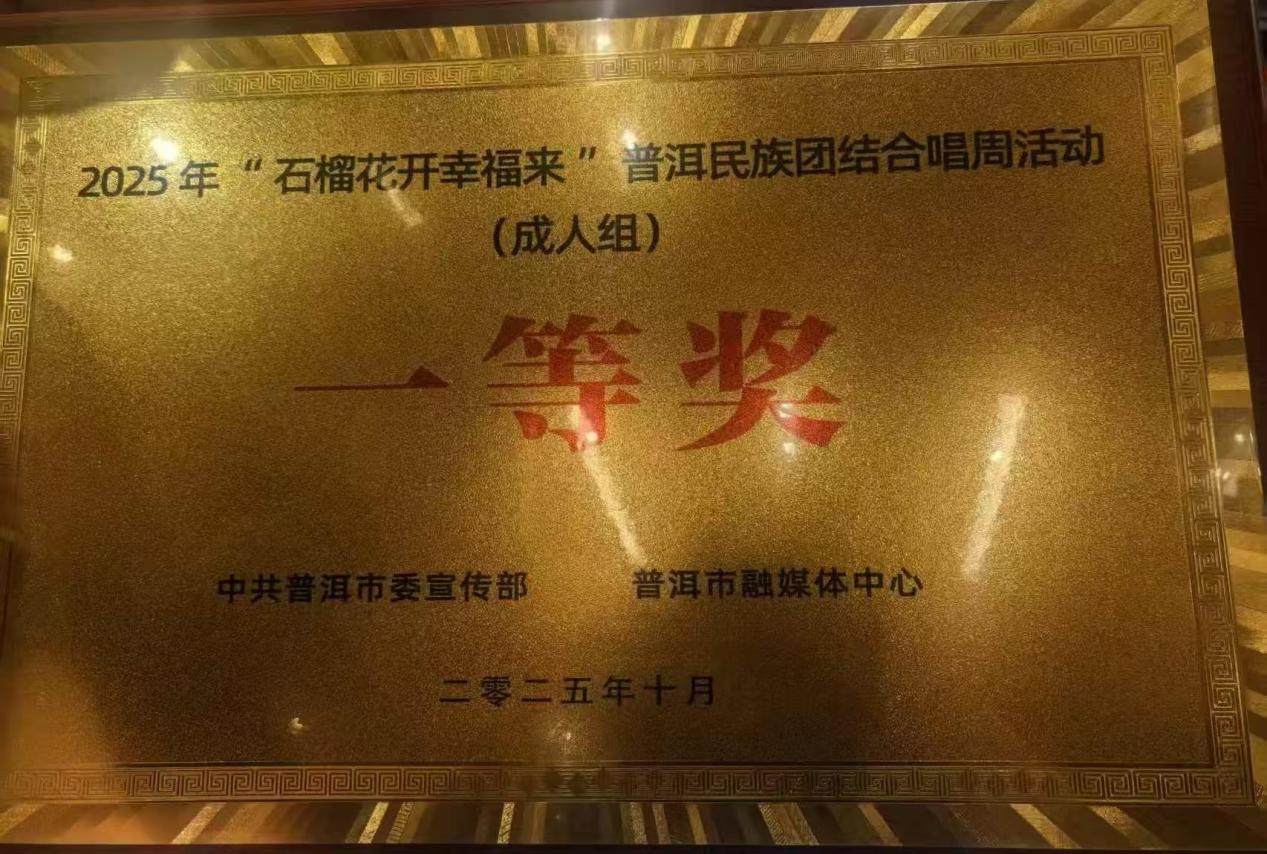 2025年“石榴花开幸福来”普洱民族团结合唱周活动
（成人组）
一等奖
中共普洱市委宣传部 普洱市融媒体中心
二零二五年十月